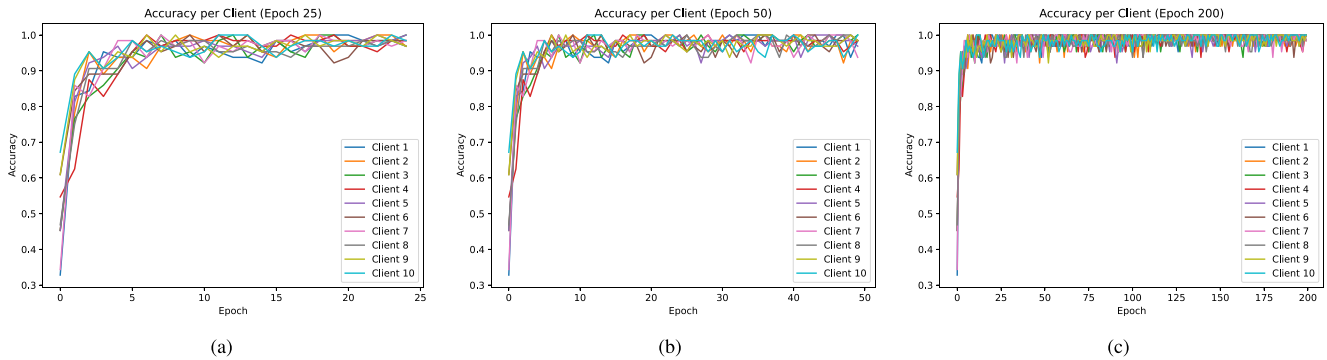 Accuracy per Client (Epoch 25)
Accuracy
1.0
0.9
0.8
0.7
0.6
0.5
0.4
0.3
Client 1
Client 2
Client 3
Client 4
Client 5
Client 6
Client 7
Client 8
Client 9
Client 10
0 5 10 15 20 25
Epoch
(a)
Accuracy per Client (Epoch 50)
Accuracy
1.0
0.9
0.8
0.7
0.6
0.5
0.4
0.3
Client 1
Client 2
Client 3
Client 4
Client 5
Client 6
Client 7
Client 8
Client 9
Client 10
0 10 20 30 40 50
Epoch
(b)
Accuracy per Client (Epoch 200)
Accuracy
1.0
0.9
0.8
0.7
0.6
0.5
0.4
0.3
Client 1
Client 2
Client 3
Client 4
Client 5
Client 6
Client 7
Client 8
Client 9
Client 10
0 25 50 75 100 125 150 175 200
Epoch
(c)